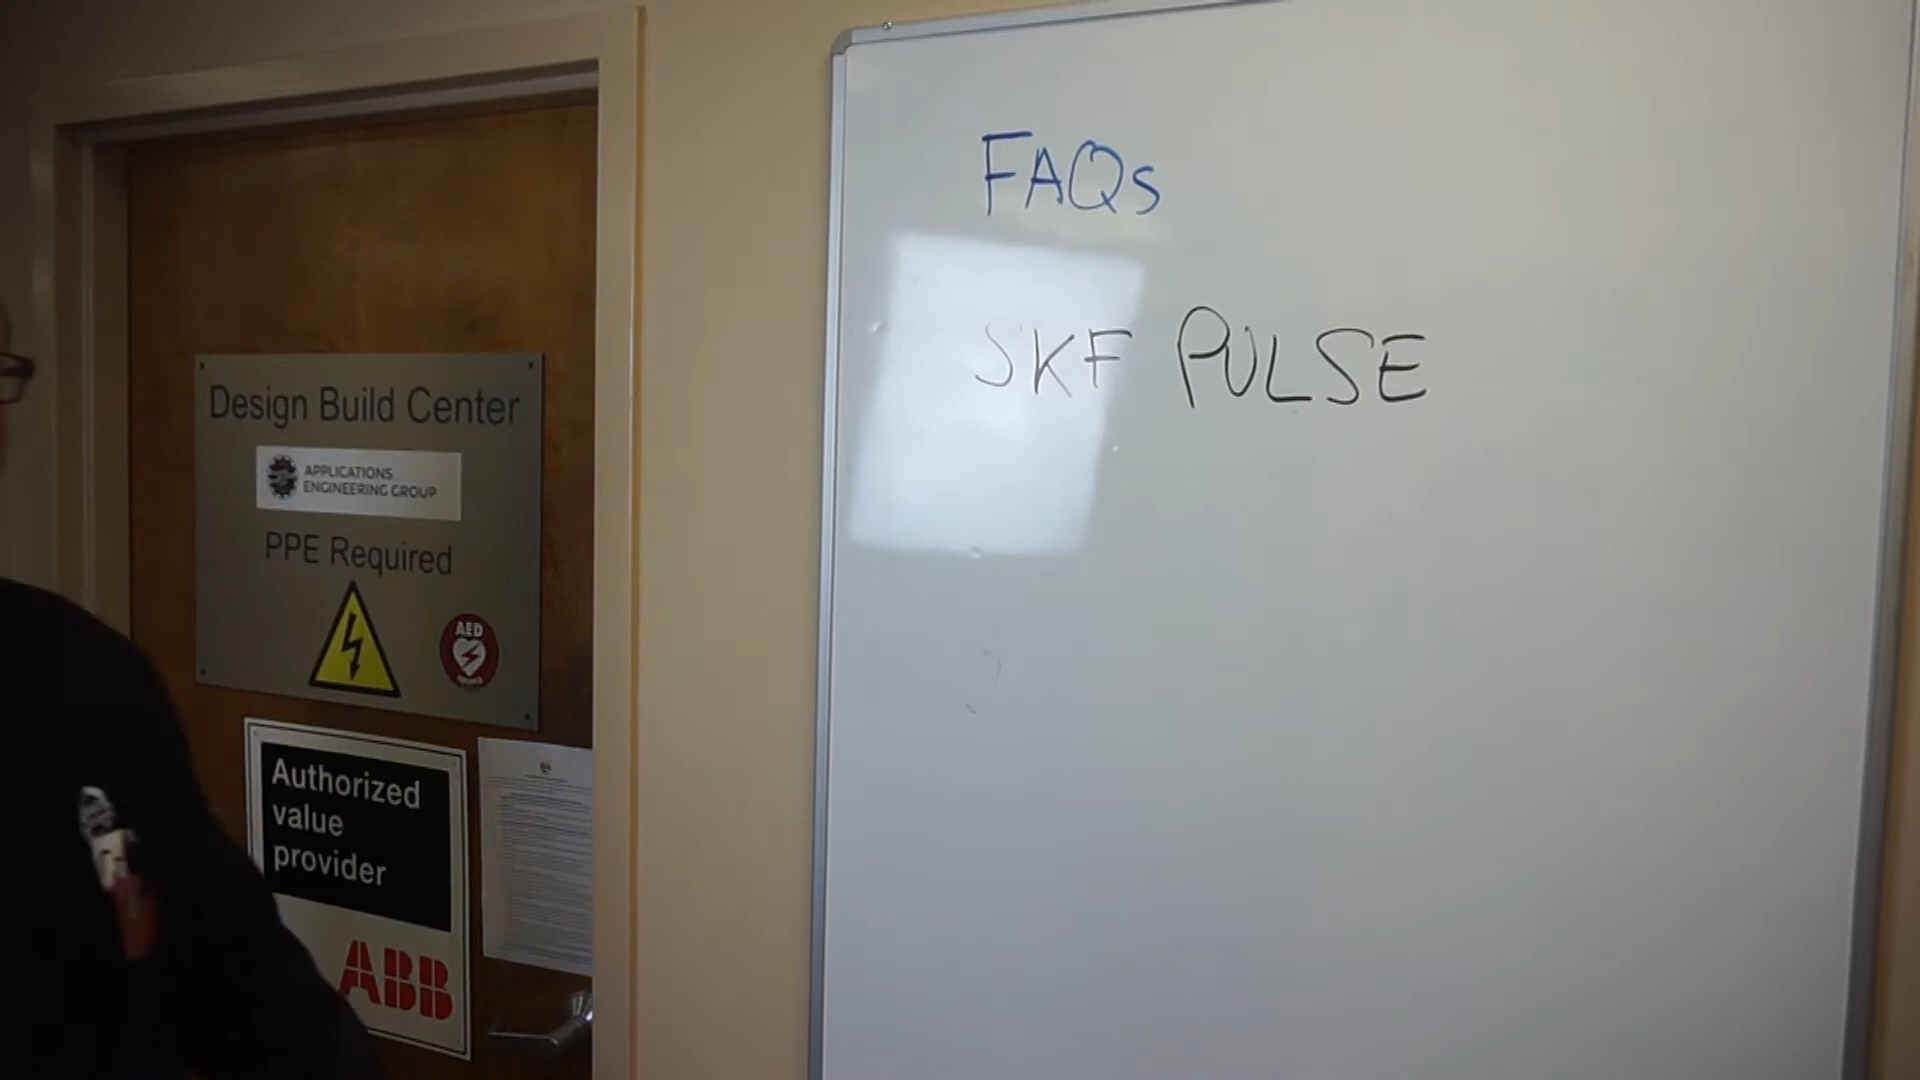 Design Build Center
APPLICATIONS
ENGINEERING GROUP
PPE Required
AED
Authorized
value
provider
ABB
FAQs
SKF PULSE